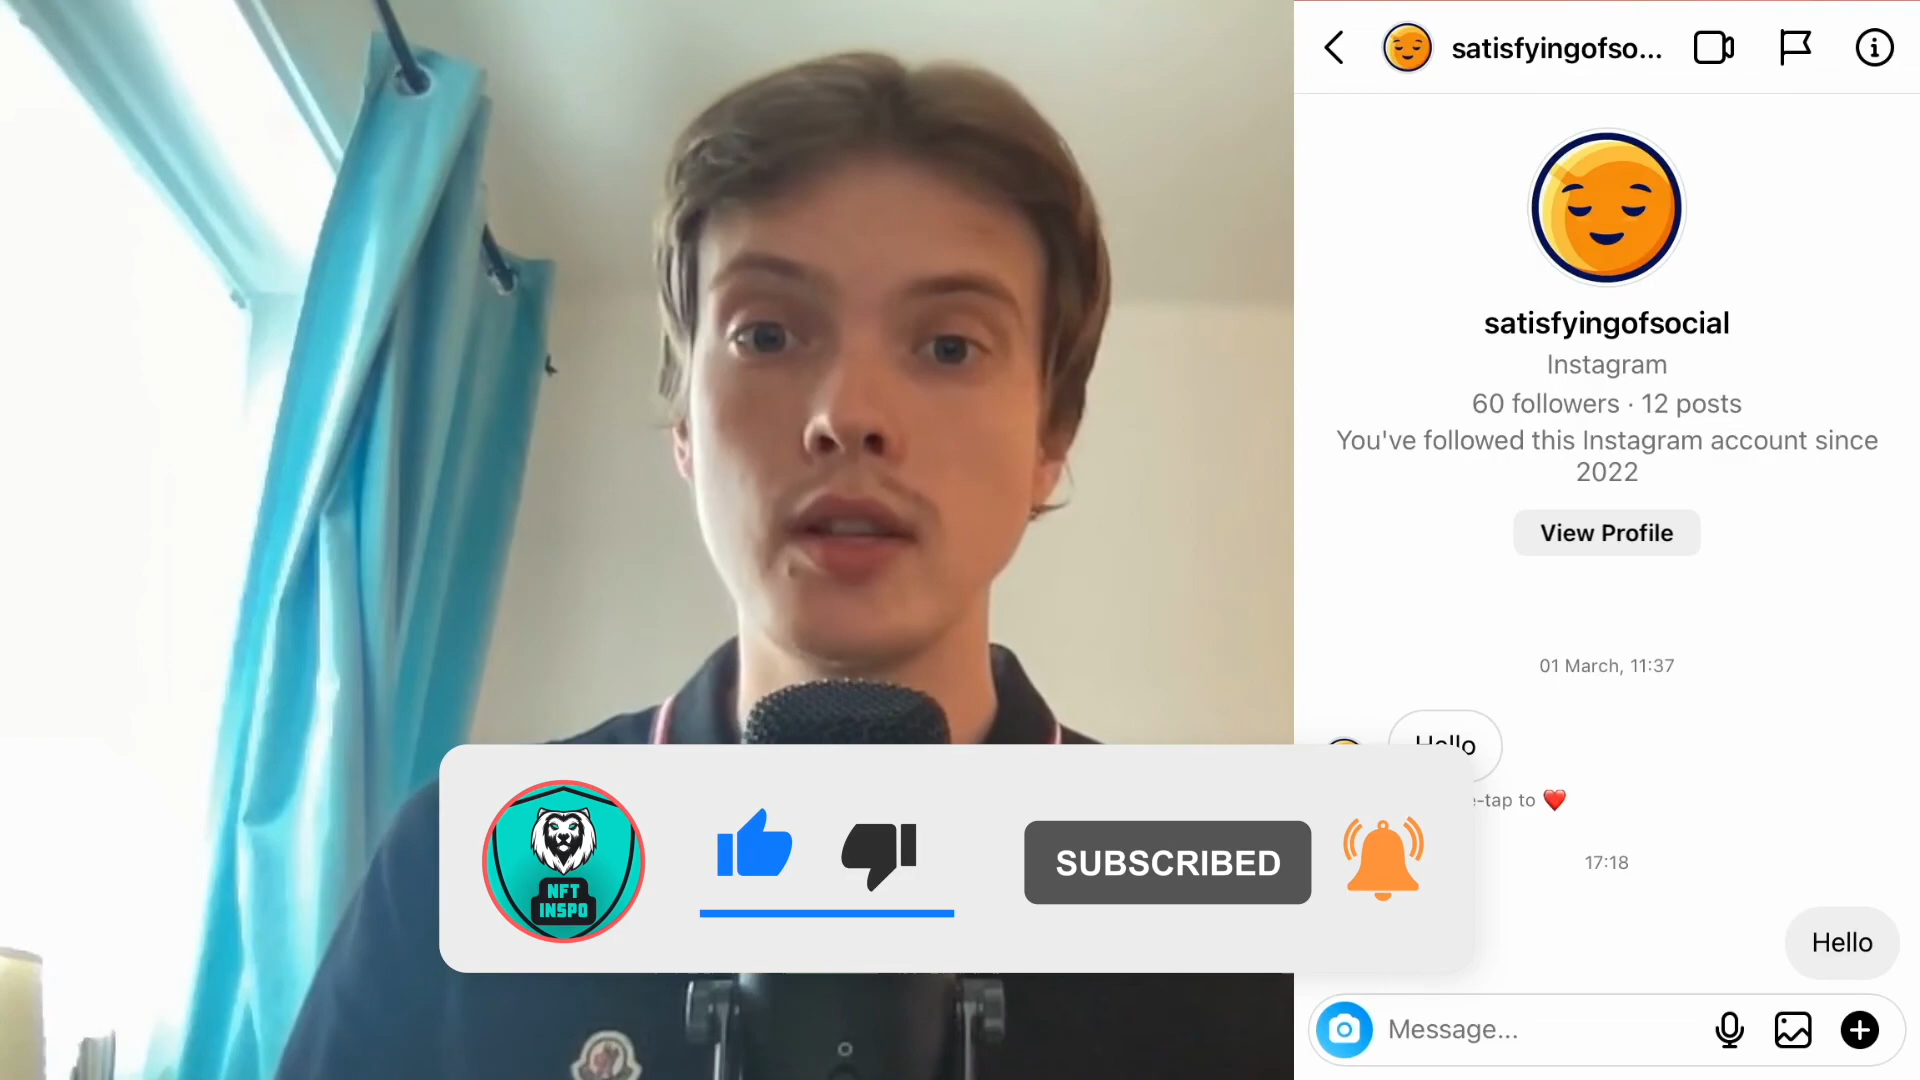 satisfyingofso...
satisfyingofsocial
Instagram
60 followers · 12 posts
You've followed this Instagram account since
2022
View Profile
01 March, 11:37
Hello
-tap to ❤️
17:18
Hello
Message...
NFT
INSPO
SUBSCRIBED